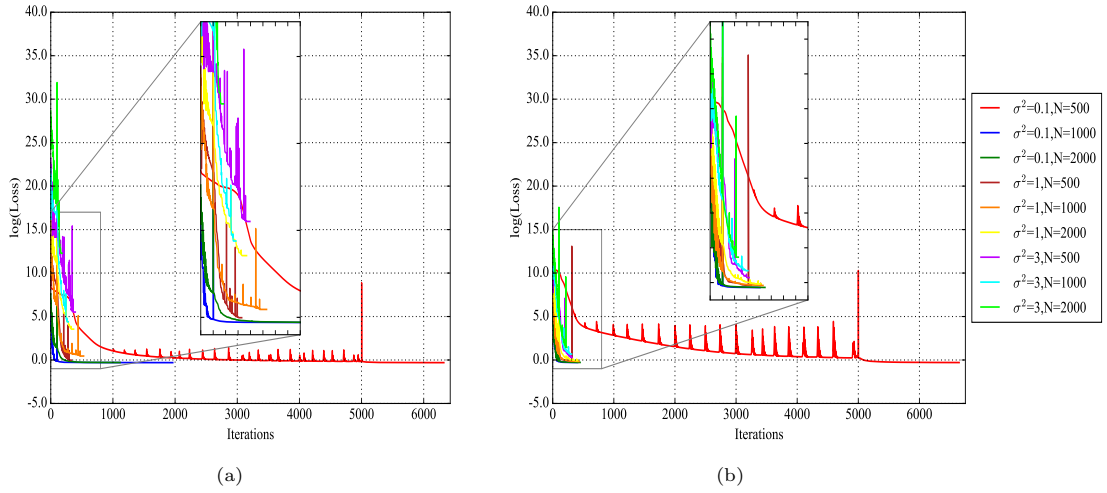 40.0
35.0
30.0
25.0
20.0
15.0
10.0
5.0
0.0
-5.0
log(Loss)
0 1000 2000 3000 4000 5000 6000
Iterations
(a)
40.0
35.0
30.0
25.0
20.0
15.0
10.0
5.0
0.0
-5.0
log(Loss)
0 1000 2000 3000 4000 5000 6000
Iterations
(b)
σ²=0.1,N=500
σ²=0.1,N=1000
σ²=0.1,N=2000
σ²=1,N=500
σ²=1,N=1000
σ²=1,N=2000
σ²=3,N=500
σ²=3,N=1000
σ²=3,N=2000